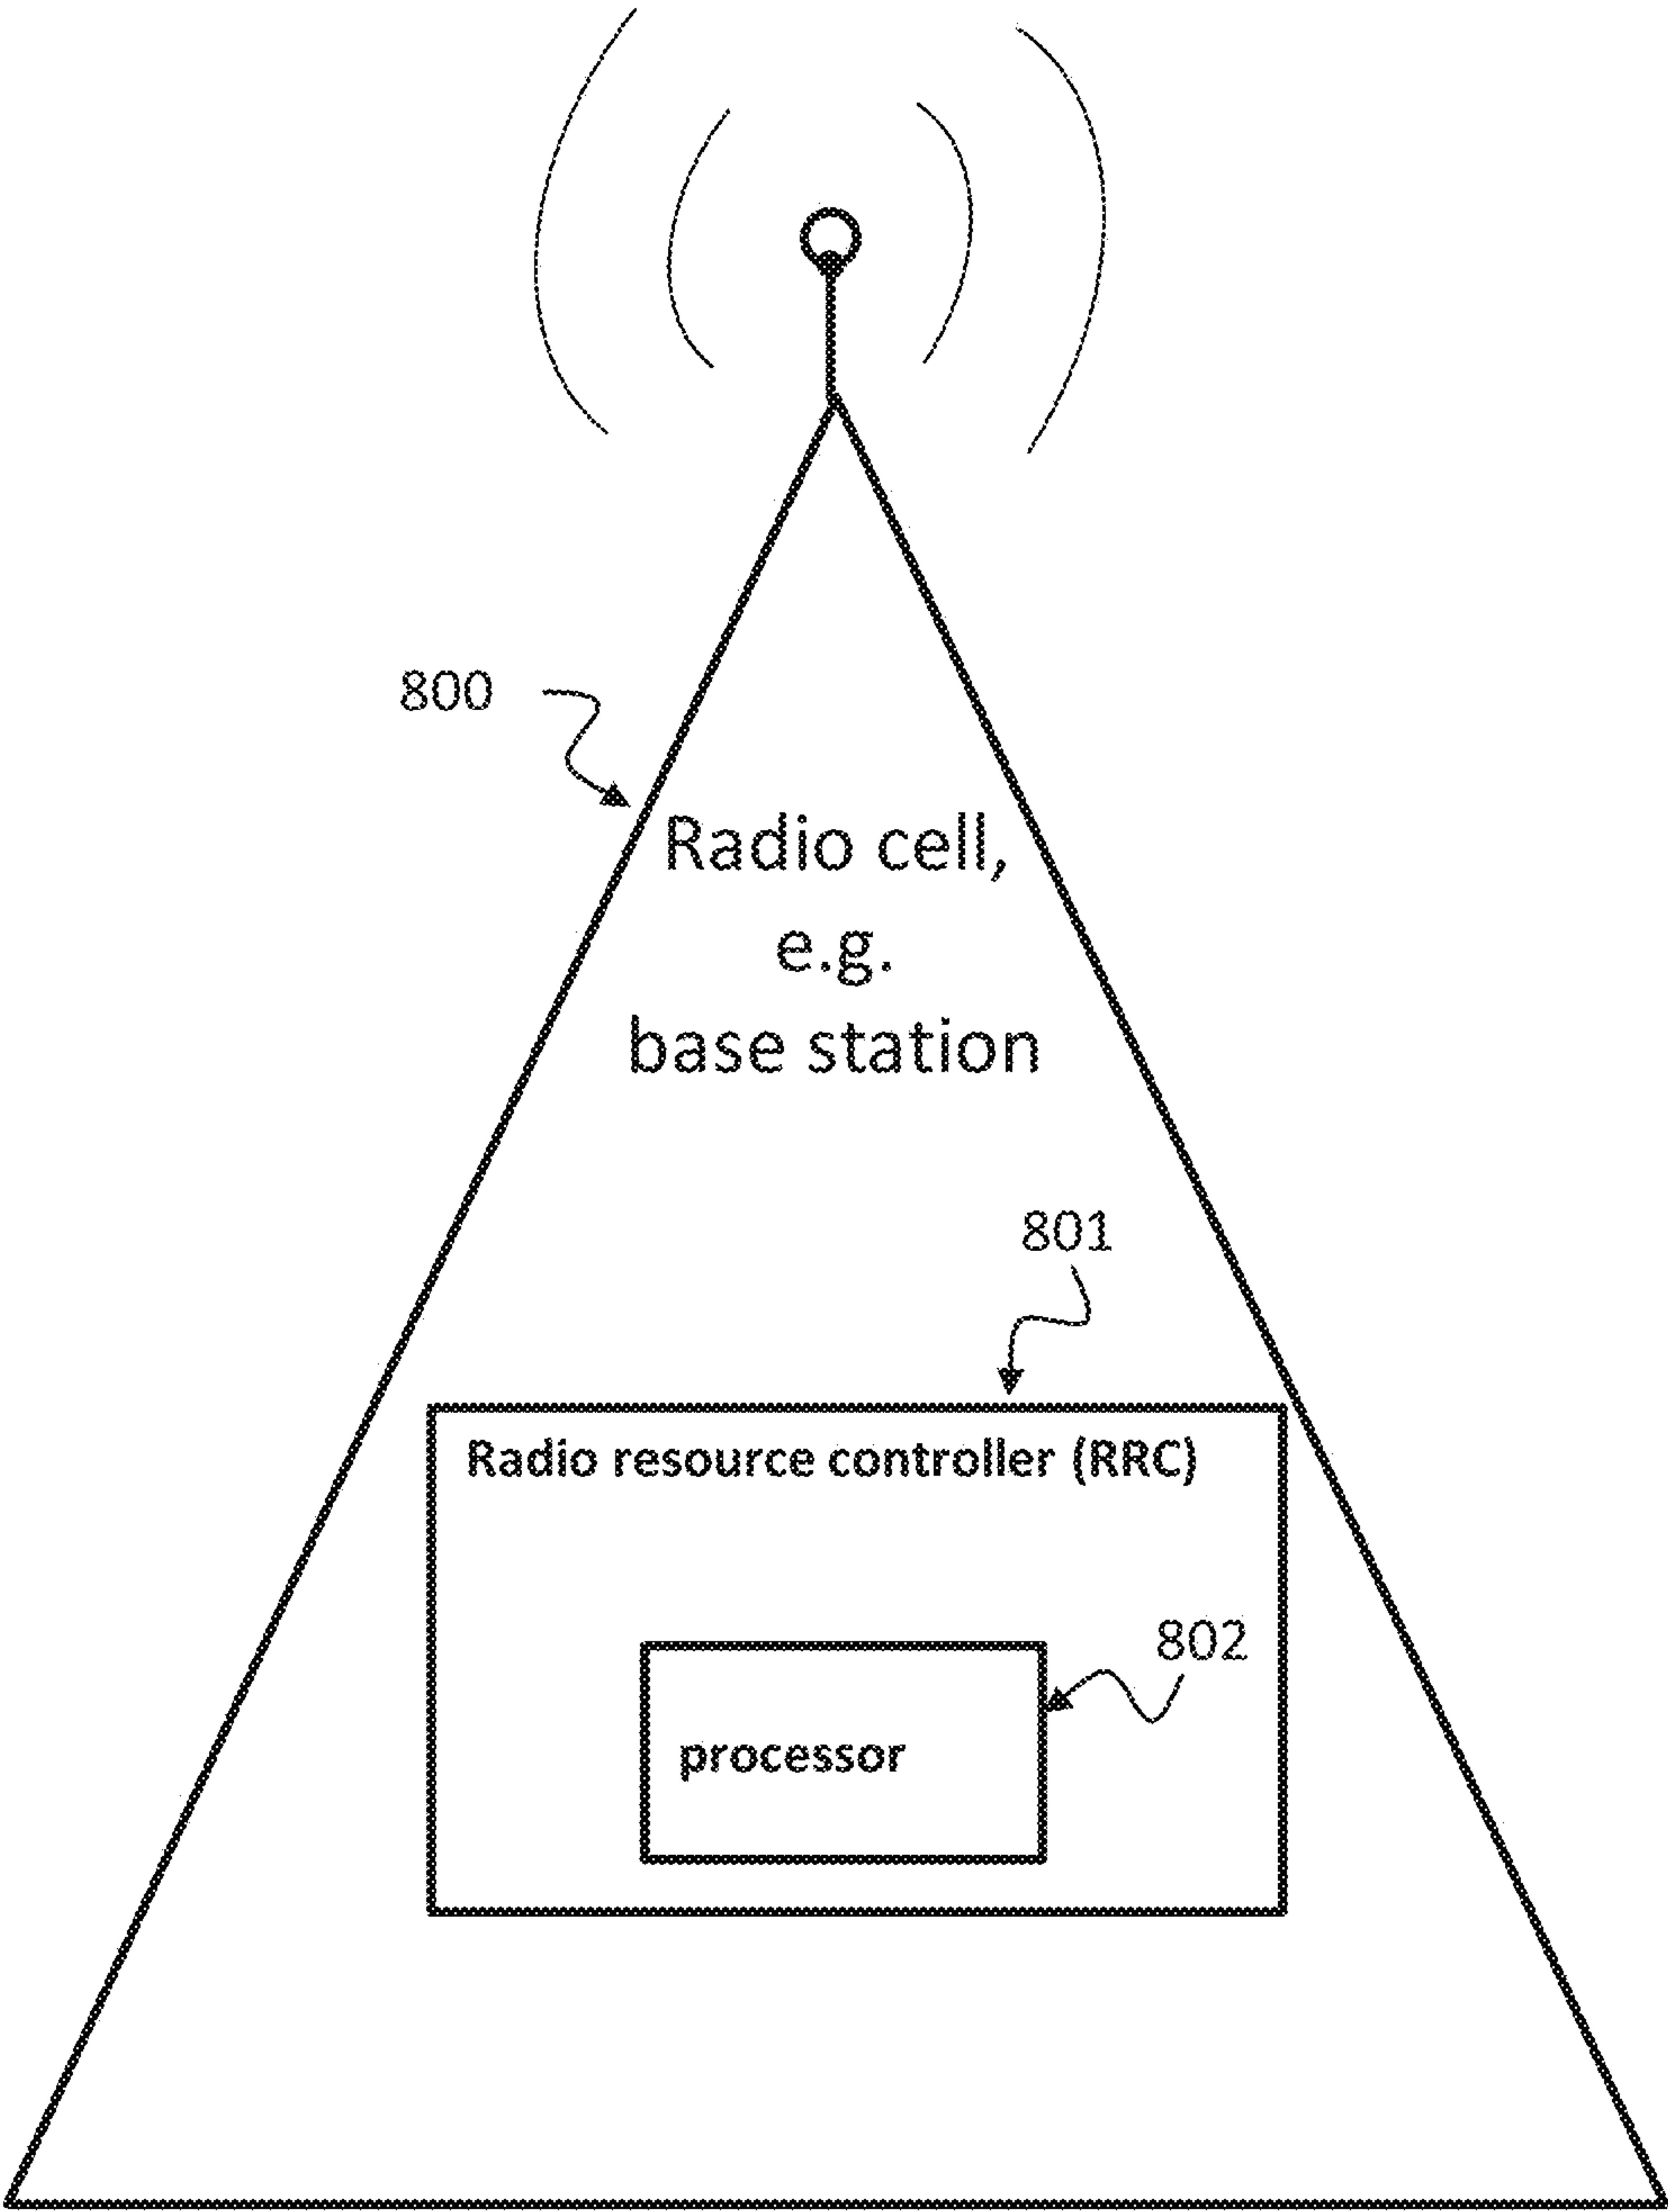 800
Radio cell,
e.g.
base station
801
Radio resource controller (RRC)
802
processor